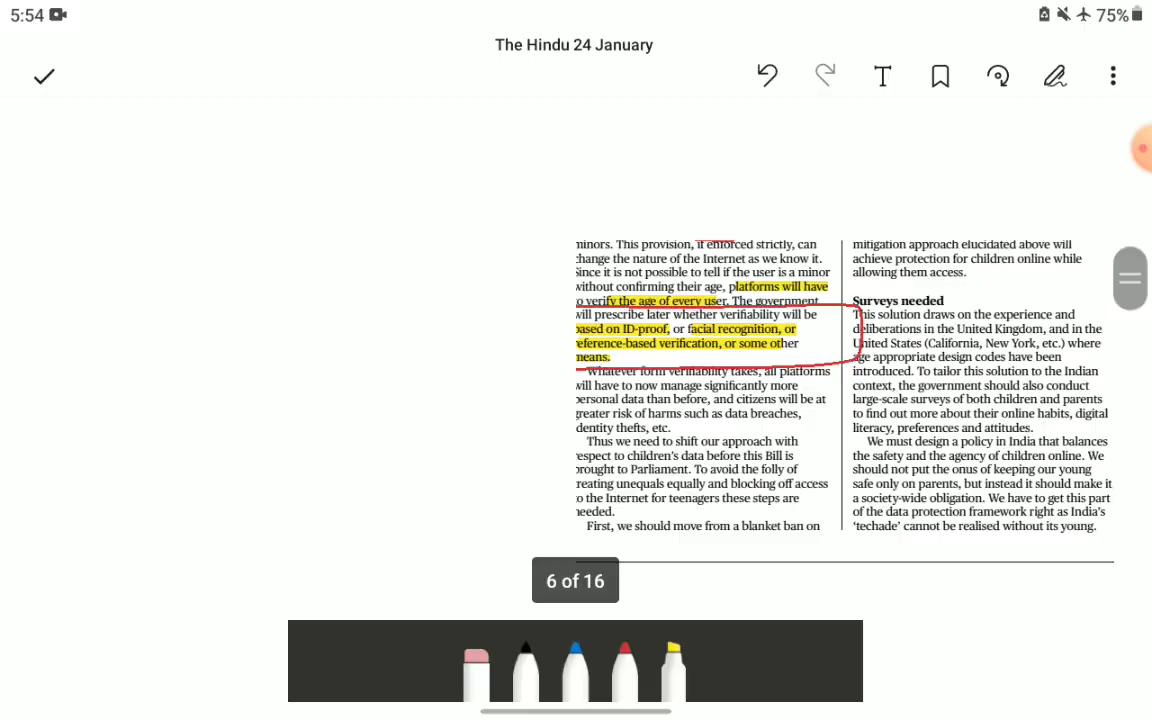 5:54
75%
The Hindu 24 January
T
ninors. This provision, if enforced strictly, can
change the nature of the Internet as we know it.
Since it is not possible to tell if the user is a minor
without confirming their age, platforms will have
to verify the age of every user. The government
will prescribe later whether verifiability will be
based on ID-proof, or facial recognition, or
reference-based verification, or some other
means.
Whatever form verifiability takes, all platforms
will have to now manage significantly more
personal data than before, and citizens will be at
greater risk of harms such as data breaches,
dentity thefts, etc.
Thus we need to shift our approach with
respect to children's data before this Bill is
brought to Parliament. To avoid the folly of
reating unequals equally and blocking off access
to the Internet for teenagers these steps are
needed.
First, we should move from a blanket ban on
mitigation approach elucidated above will
achieve protection for children online while
allowing them access.
Surveys needed
This solution draws on the experience and
deliberations in the United Kingdom, and in the
United States (California, New York, etc.) where
age appropriate design codes have been
introduced. To tailor this solution to the Indian
context, the government should also conduct
large-scale surveys of both children and parents
to find out more about their online habits, digital
literacy, preferences and attitudes.
We must design a policy in India that balances
the safety and the agency of children online. We
should not put the onus of keeping our young
safe only on parents, but instead it should make it
a society-wide obligation. We have to get this part
of the data protection framework right as India's
'techade' cannot be realised without its young.
6 of 16